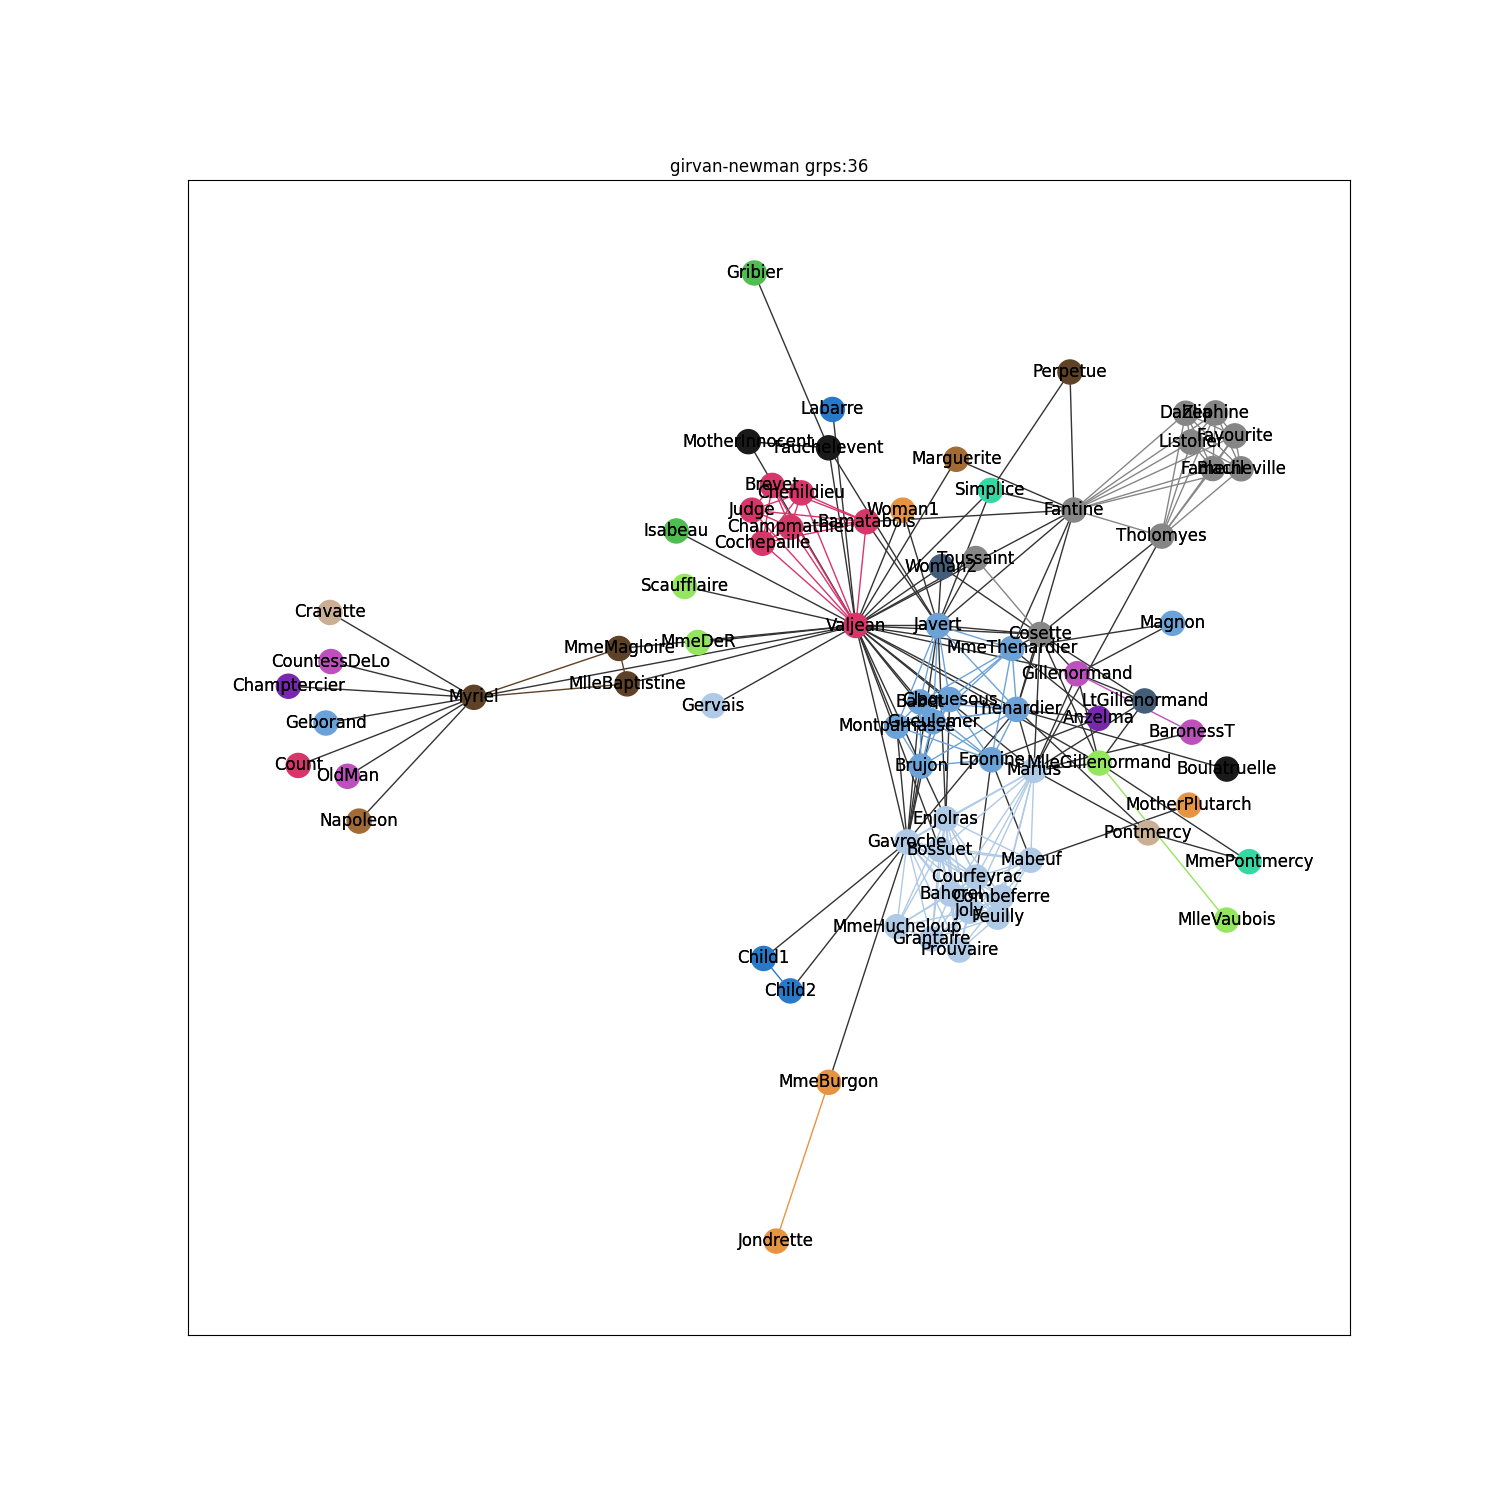 girvan-newman grps:36
Gribier
Perpetue
Labarre
Dahlia
Zephine
Favourite
MotherInnocent
Fauchelevent
Listolier
Marguerite
Fameuil
Blacheville
Brevet
Chenildieu
Simplice
Judge
Woman1
Fantine
Bamatabois
Champmathieu
Isabeau
Cochepaille
Tholomyes
Toussaint
Woman2
Scaufflaire
Cravatte
Valjean
Javert
Magnon
Cosette
MmeDeR
MmeMagloire
MmeThenardier
CountessDeLo
Gillenormand
Champtercier
MlleBaptistine
Myriel
Gervais
Babet
Claquesous
LtGillenormand
Thenardier
Anzelma
Geborand
Montparnasse
Gueulemer
BaronessT
Count
OldMan
Brujon
Eponine
Marius
MlleGillenormand
Boulatruelle
MotherPlutarch
Napoleon
Enjolras
Pontmercy
Gavroche
Bossuet
Mabeuf
MmePontmercy
Courfeyrac
Bahorel
Combeferre
Joly
Feuilly
MlleVaubois
MmeHucheloup
Grantaire
Prouvaire
Child1
Child2
MmeBurgon
Jondrette